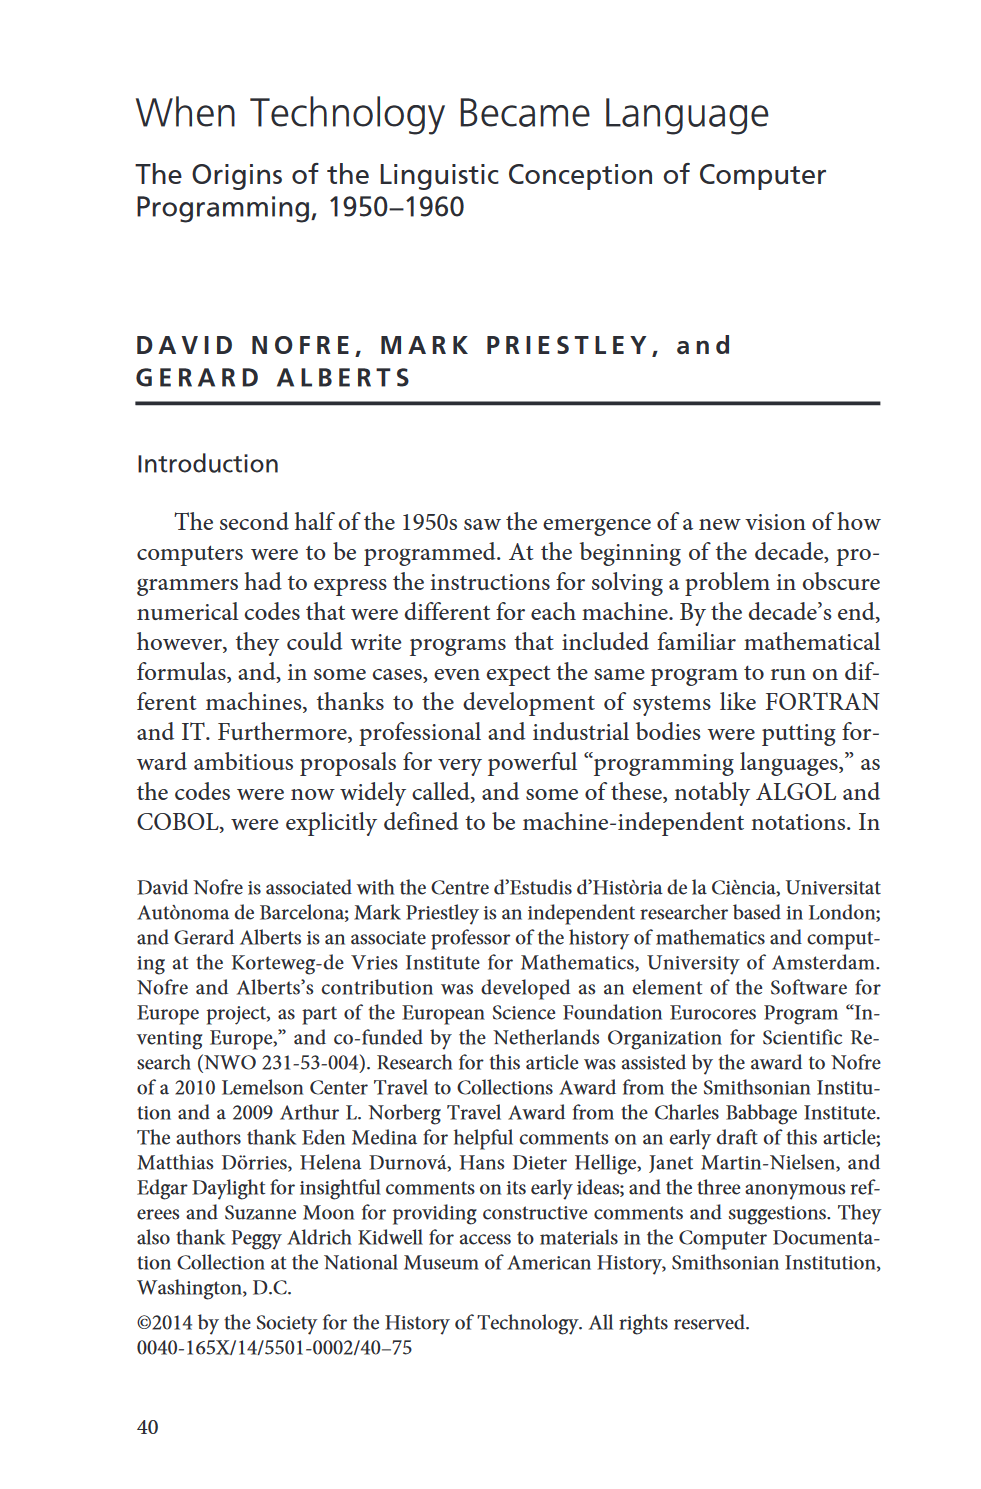 When Technology Became Language
The Origins of the Linguistic Conception of Computer
Programming, 1950–1960
DAVID NOFRE, MARK PRIESTLEY, and
GERARD ALBERTS
Introduction
The second half of the 1950s saw the emergence of a new vision of how
computers were to be programmed. At the beginning of the decade, pro-
grammers had to express the instructions for solving a problem in obscure
numerical codes that were different for each machine. By the decade’s end,
however, they could write programs that included familiar mathematical
formulas, and, in some cases, even expect the same program to run on dif-
ferent machines, thanks to the development of systems like FORTRAN
and IT. Furthermore, professional and industrial bodies were putting for-
ward ambitious proposals for very powerful “programming languages,” as
the codes were now widely called, and some of these, notably ALGOL and
COBOL, were explicitly defined to be machine-independent notations. In
David Nofre is associated with the Centre d’Estudis d’Història de la Ciència, Universitat
Autònoma de Barcelona; Mark Priestley is an independent researcher based in London;
and Gerard Alberts is an associate professor of the history of mathematics and comput-
ing at the Korteweg-de Vries Institute for Mathematics, University of Amsterdam.
Nofre and Alberts’s contribution was developed as an element of the Software for
Europe project, as part of the European Science Foundation Eurocores Program “In-
venting Europe,” and co-funded by the Netherlands Organization for Scientific Re-
search (NWO 231-53-004). Research for this article was assisted by the award to Nofre
of a 2010 Lemelson Center Travel to Collections Award from the Smithsonian Institu-
tion and a 2009 Arthur L. Norberg Travel Award from the Charles Babbage Institute.
The authors thank Eden Medina for helpful comments on an early draft of this article;
Matthias Dörries, Helena Durnová, Hans Dieter Hellige, Janet Martin-Nielsen, and
Edgar Daylight for insightful comments on its early ideas; and the three anonymous ref-
erees and Suzanne Moon for providing constructive comments and suggestions. They
also thank Peggy Aldrich Kidwell for access to materials in the Computer Documenta-
tion Collection at the National Museum of American History, Smithsonian Institution,
Washington, D.C.
©2014 by the Society for the History of Technology. All rights reserved.
0040-165X/14/5501-0002/40–75
40